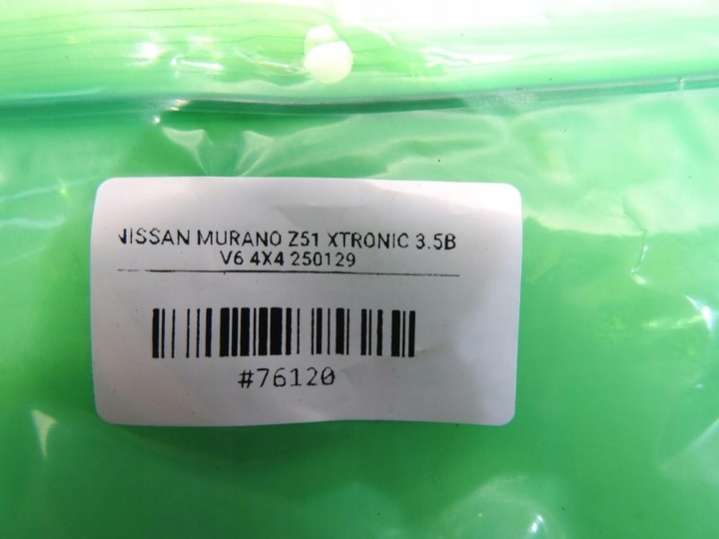 NISSAN MURANO Z51 XTRONIC 3.5B
V6 4X4 250129
#76120